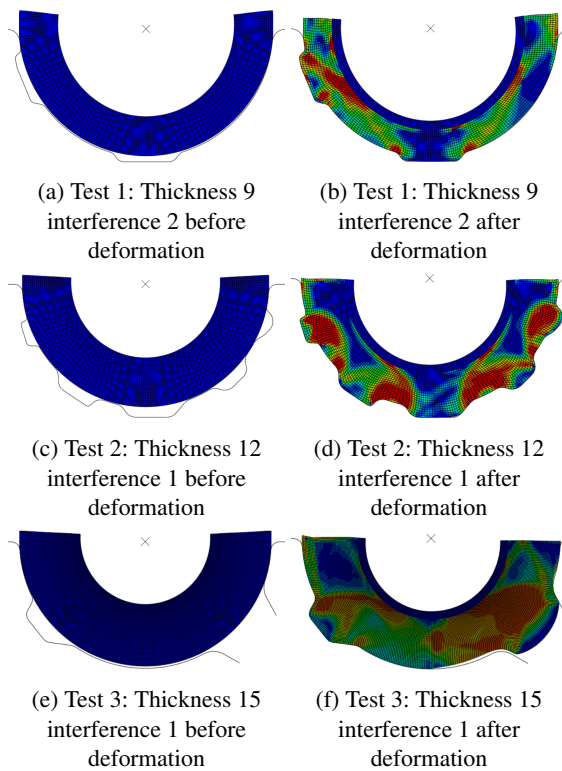 (a) Test 1: Thickness 9
interference 2 before
deformation
(b) Test 1: Thickness 9
interference 2 after
deformation
(c) Test 2: Thickness 12
interference 1 before
deformation
(d) Test 2: Thickness 12
interference 1 after
deformation
(e) Test 3: Thickness 15
interference 1 before
deformation
(f) Test 3: Thickness 15
interference 1 after
deformation